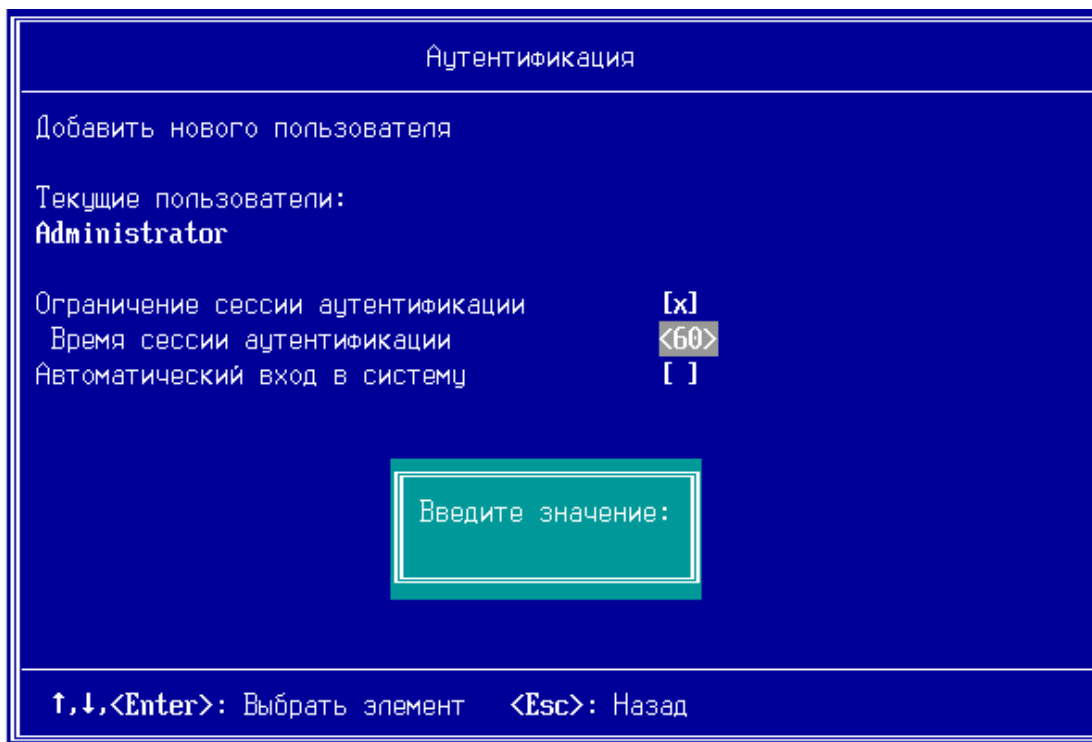 Аутентификация
Добавить нового пользователя
Текущие пользователи:
Administrator
Ограничение сессии аутентификации [x]
Время сессии аутентификации <60>
Автоматический вход в систему [ ]
Введите значение:
↑,↓,<Enter>: Выбрать элемент <Esc>: Назад